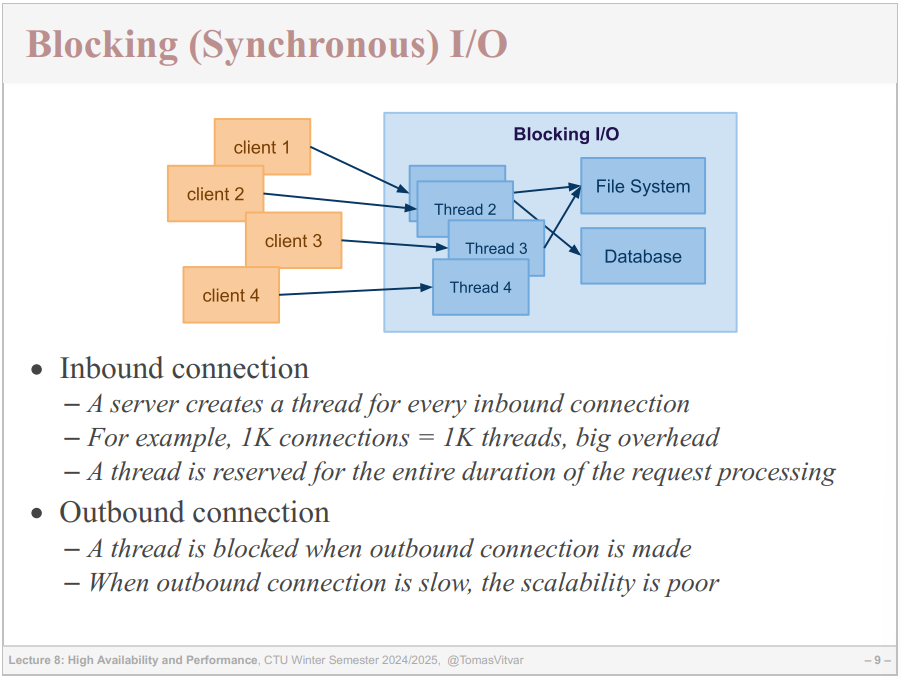 Blocking (Synchronous) I/O
Blocking I/O
client 1
client 2
client 3
client 4
Thread 2
Thread 3
Thread 4
File System
Database
• Inbound connection
– A server creates a thread for every inbound connection
– For example, 1K connections = 1K threads, big overhead
– A thread is reserved for the entire duration of the request processing
• Outbound connection
– A thread is blocked when outbound connection is made
– When outbound connection is slow, the scalability is poor
Lecture 8: High Availability and Performance, CTU Winter Semester 2024/2025, @TomasVitvar
– 9 –